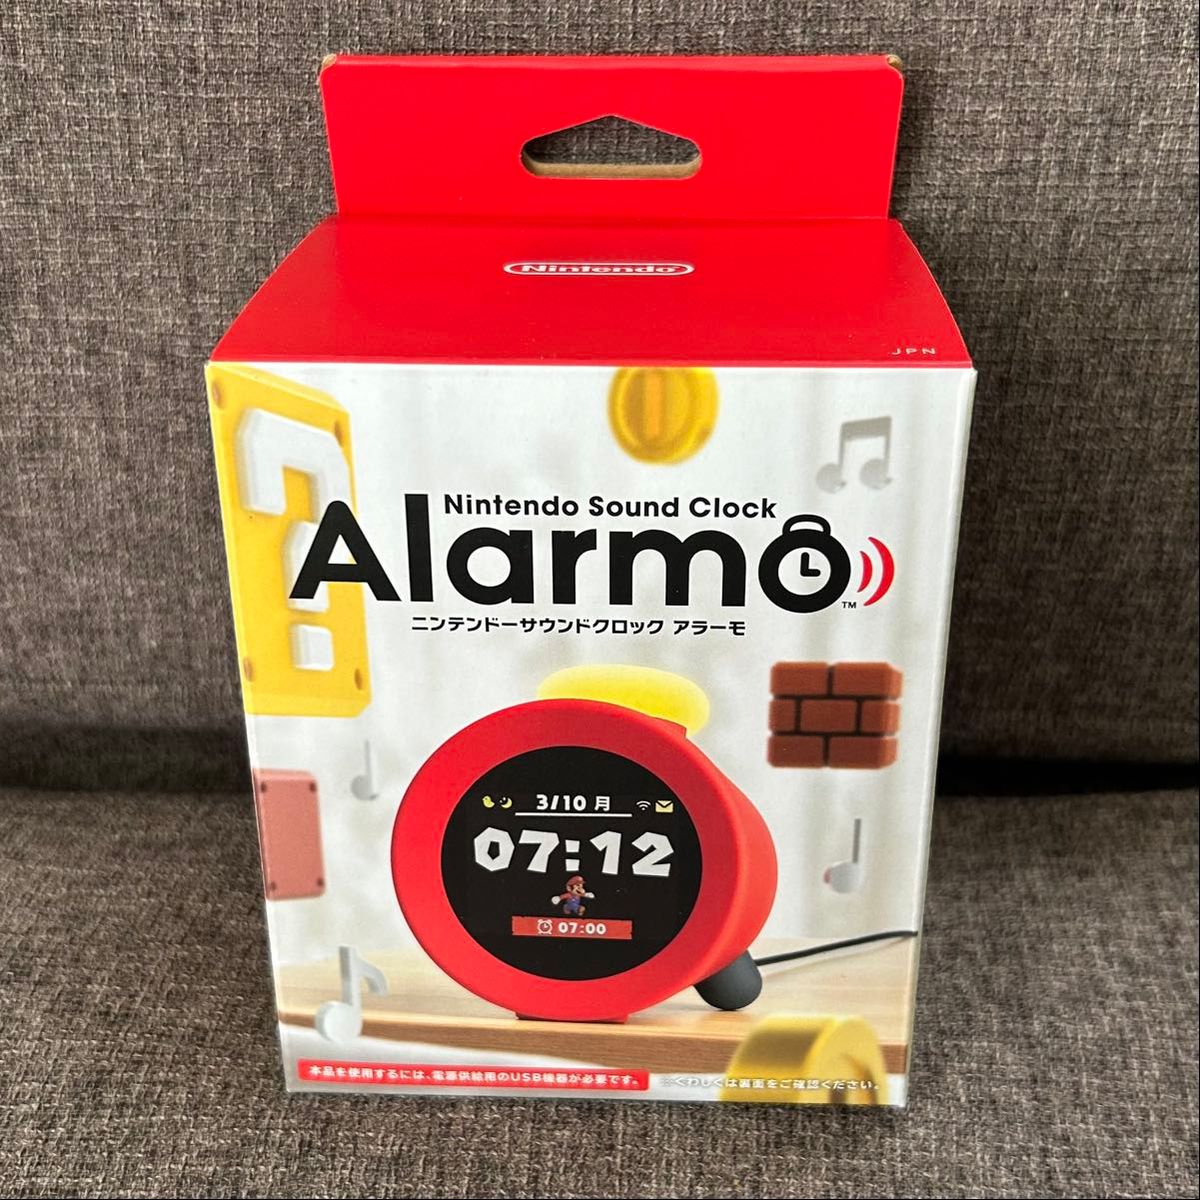 Nintendo
JPN
Nintendo Sound Clock
Alarmo™
ニンテンドーサウンドクロック アラーモ
3/10 月
07:12
07:00
本品を使用するには、電源供給用のUSB機器が必要です。 ※くわしくは裏面をご確認ください。